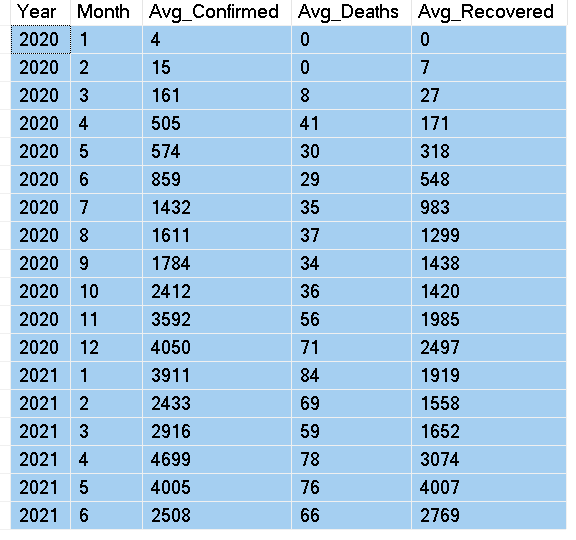 Year Month Avg_Confirmed Avg_Deaths Avg_Recovered
2020 1 4 0 0
2020 2 15 0 7
2020 3 161 8 27
2020 4 505 41 171
2020 5 574 30 318
2020 6 859 29 548
2020 7 1432 35 983
2020 8 1611 37 1299
2020 9 1784 34 1438
2020 10 2412 36 1420
2020 11 3592 56 1985
2020 12 4050 71 2497
2021 1 3911 84 1919
2021 2 2433 69 1558
2021 3 2916 59 1652
2021 4 4699 78 3074
2021 5 4005 76 4007
2021 6 2508 66 2769